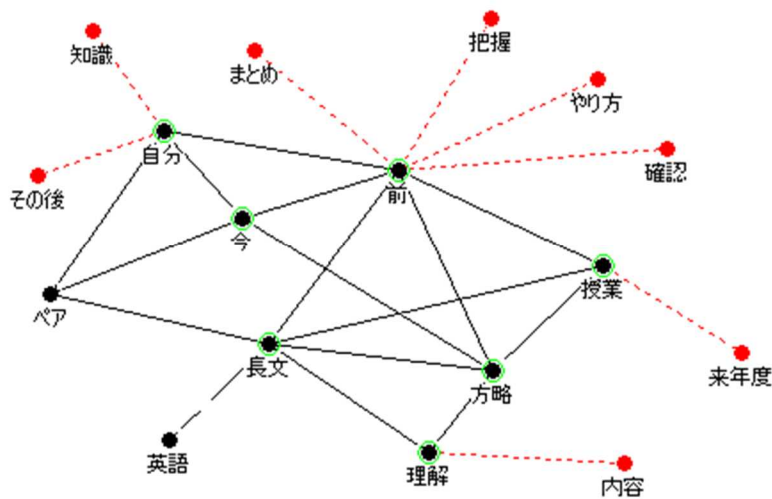 把握
知識
まとめ
やり方
自分
確認
その後
前
今
授業
ペア
長文
来年度
方略
英語
理解
内容